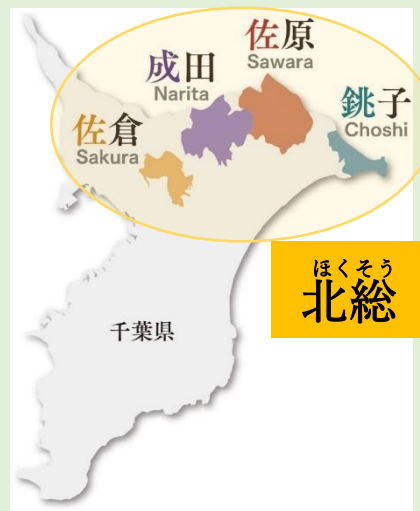 佐原
Sawara
成田
Narita
銚子
Choshi
佐倉
Sakura
ほくそう
北総
千葉県